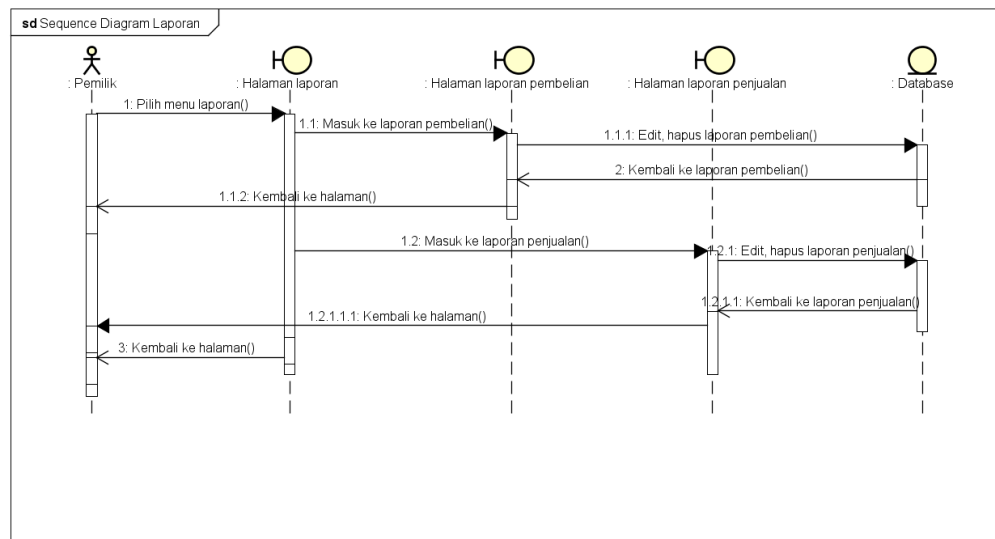 sd Sequence Diagram Laporan
: Pemilik
: Halaman laporan
: Halaman laporan pembelian
: Halaman laporan penjualan
: Database
1: Pilih menu laporan()
1.1: Masuk ke laporan pembelian()
1.1.1: Edit, hapus laporan pembelian()
2: Kembali ke laporan pembelian()
1.1.2: Kembali ke halaman()
1.2: Masuk ke laporan penjualan()
1.2.1: Edit, hapus laporan penjualan()
1.2.1.1: Kembali ke laporan penjualan()
1.2.1.1.1: Kembali ke halaman()
3: Kembali ke halaman()